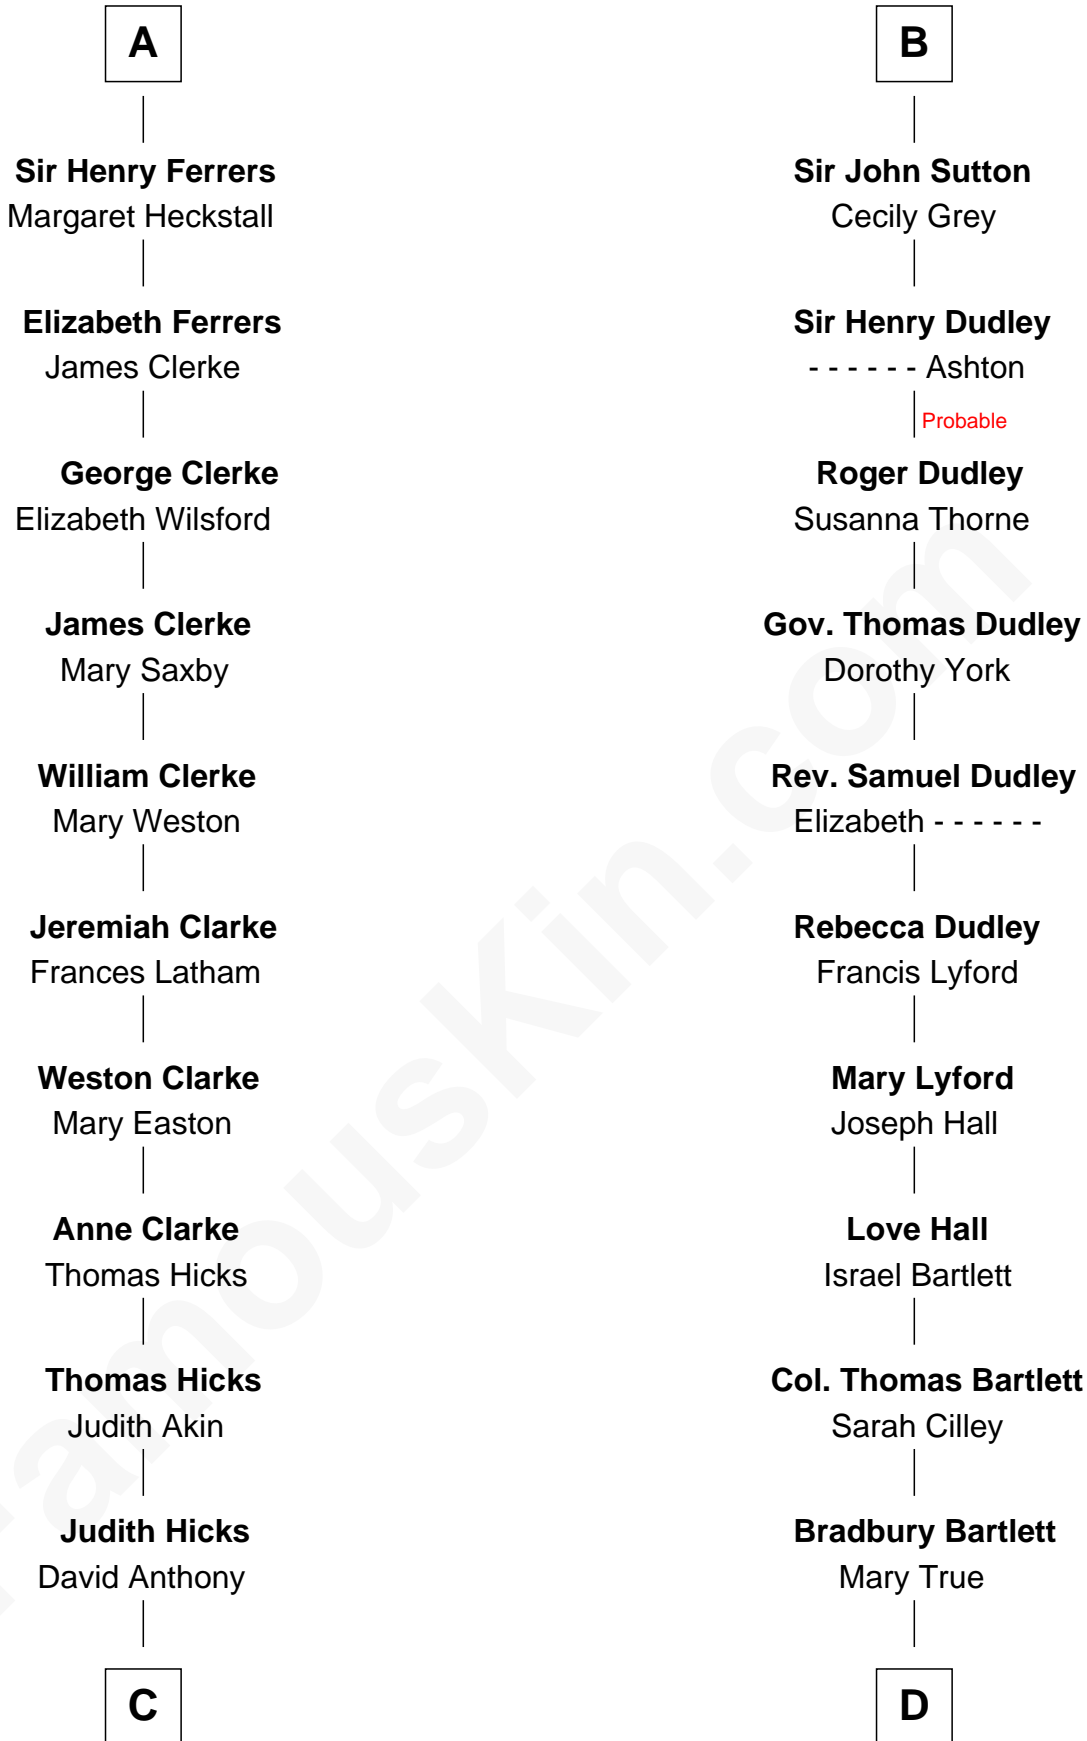 A
Sir Henry Ferrers
Margaret Heckstall
Elizabeth Ferrers
James Clerke
George Clerke
Elizabeth Wilsford
James Clerke
Mary Saxby
William Clerke
Mary Weston
Jeremiah Clarke
Frances Latham
Weston Clarke
Mary Easton
Anne Clarke
Thomas Hicks
Thomas Hicks
Judith Akin
Judith Hicks
David Anthony
C
B
Sir John Sutton
Cecily Grey
Sir Henry Dudley
- - - - - - Ashton
Probable
Roger Dudley
Susanna Thorne
Gov. Thomas Dudley
Dorothy York
Rev. Samuel Dudley
Elizabeth - - - - - -
Rebecca Dudley
Francis Lyford
Mary Lyford
Joseph Hall
Love Hall
Israel Bartlett
Col. Thomas Bartlett
Sarah Cilley
Bradbury Bartlett
Mary True
D
FamousKin.com